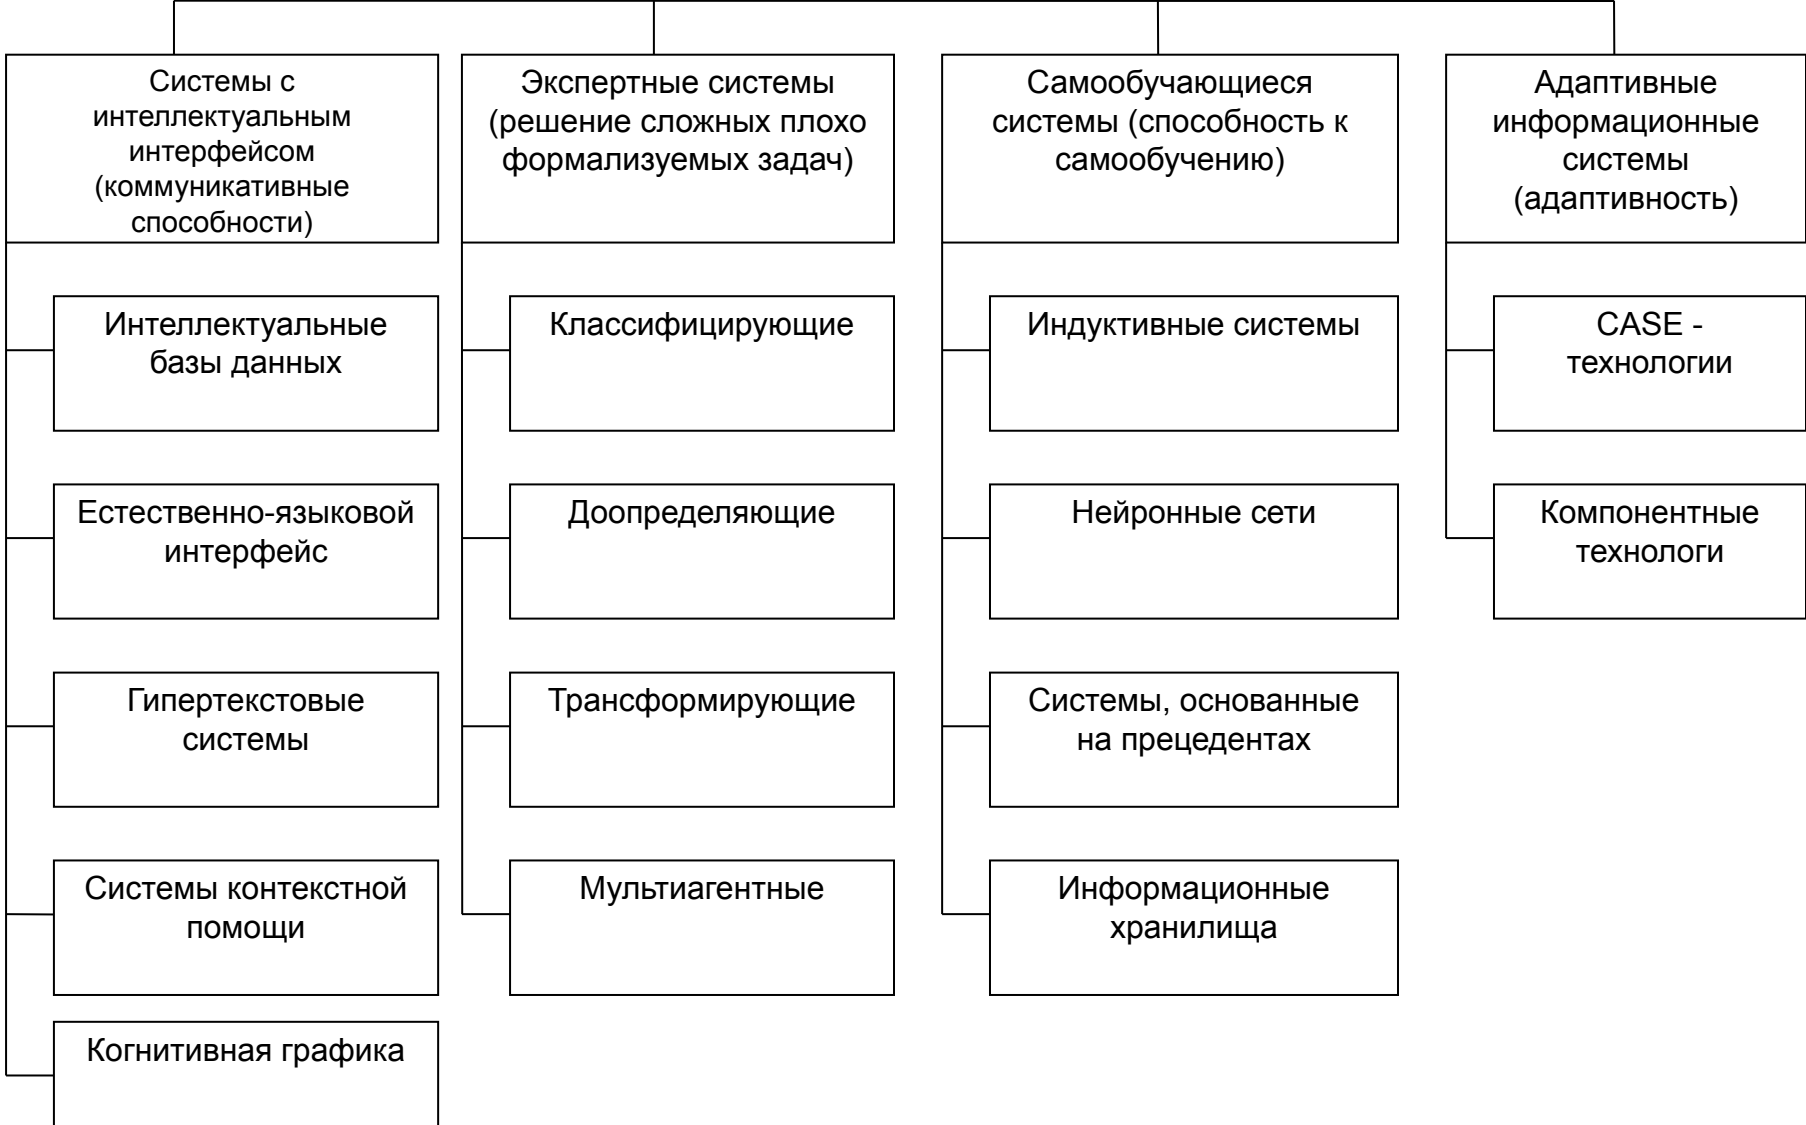 Системы с
интеллектуальным
интерфейсом
(коммуникативные
способности)
Интеллектуальные
базы данных
Естественно-языковой
интерфейс
Гипертекстовые
системы
Системы контекстной
помощи
Когнитивная графика
Экспертные системы
(решение сложных плохо
формализуемых задач)
Классифицирующие
Доопределяющие
Трансформирующие
Мультиагентные
Самообучающиеся
системы (способность к
самообучению)
Индуктивные системы
Нейронные сети
Системы, основанные
на прецедентах
Информационные
хранилища
Адаптивные
информационные
системы
(адаптивность)
CASE -
технологии
Компонентные
технологи